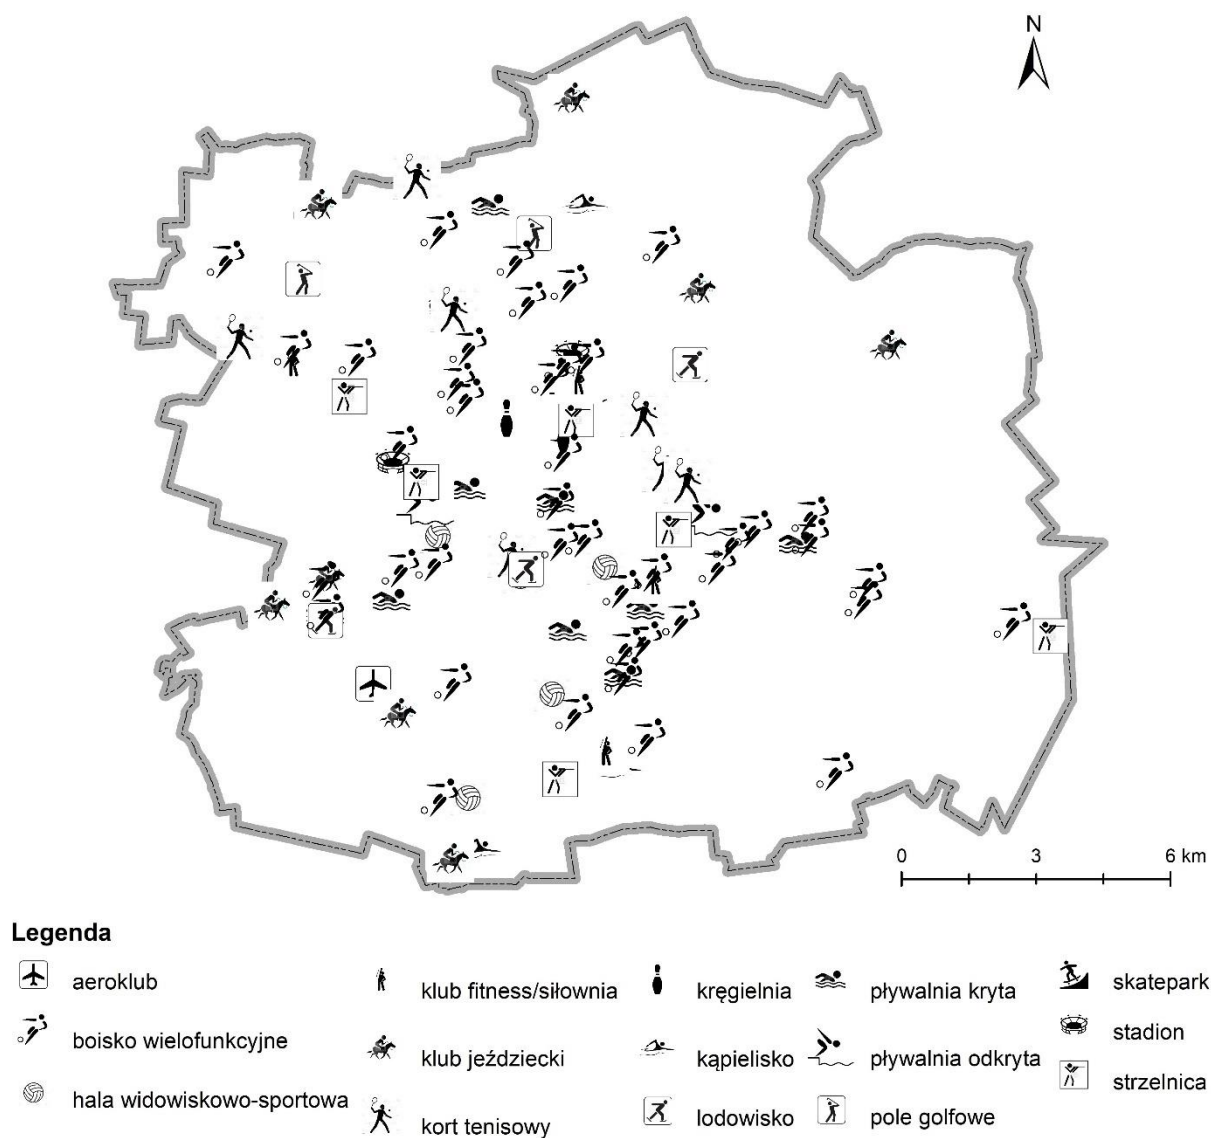 N
0 3 6 km
Legenda
aeroklub
boisko wielofunkcyjne
hala widowiskowo-sportowa
klub fitness/siłownia
klub jeździecki
kort tenisowy
kręgielnia
kąpielisko
lodowisko
pływalnia kryta
pływalnia odkryta
pole golfowe
skatepark
stadion
strzelnica